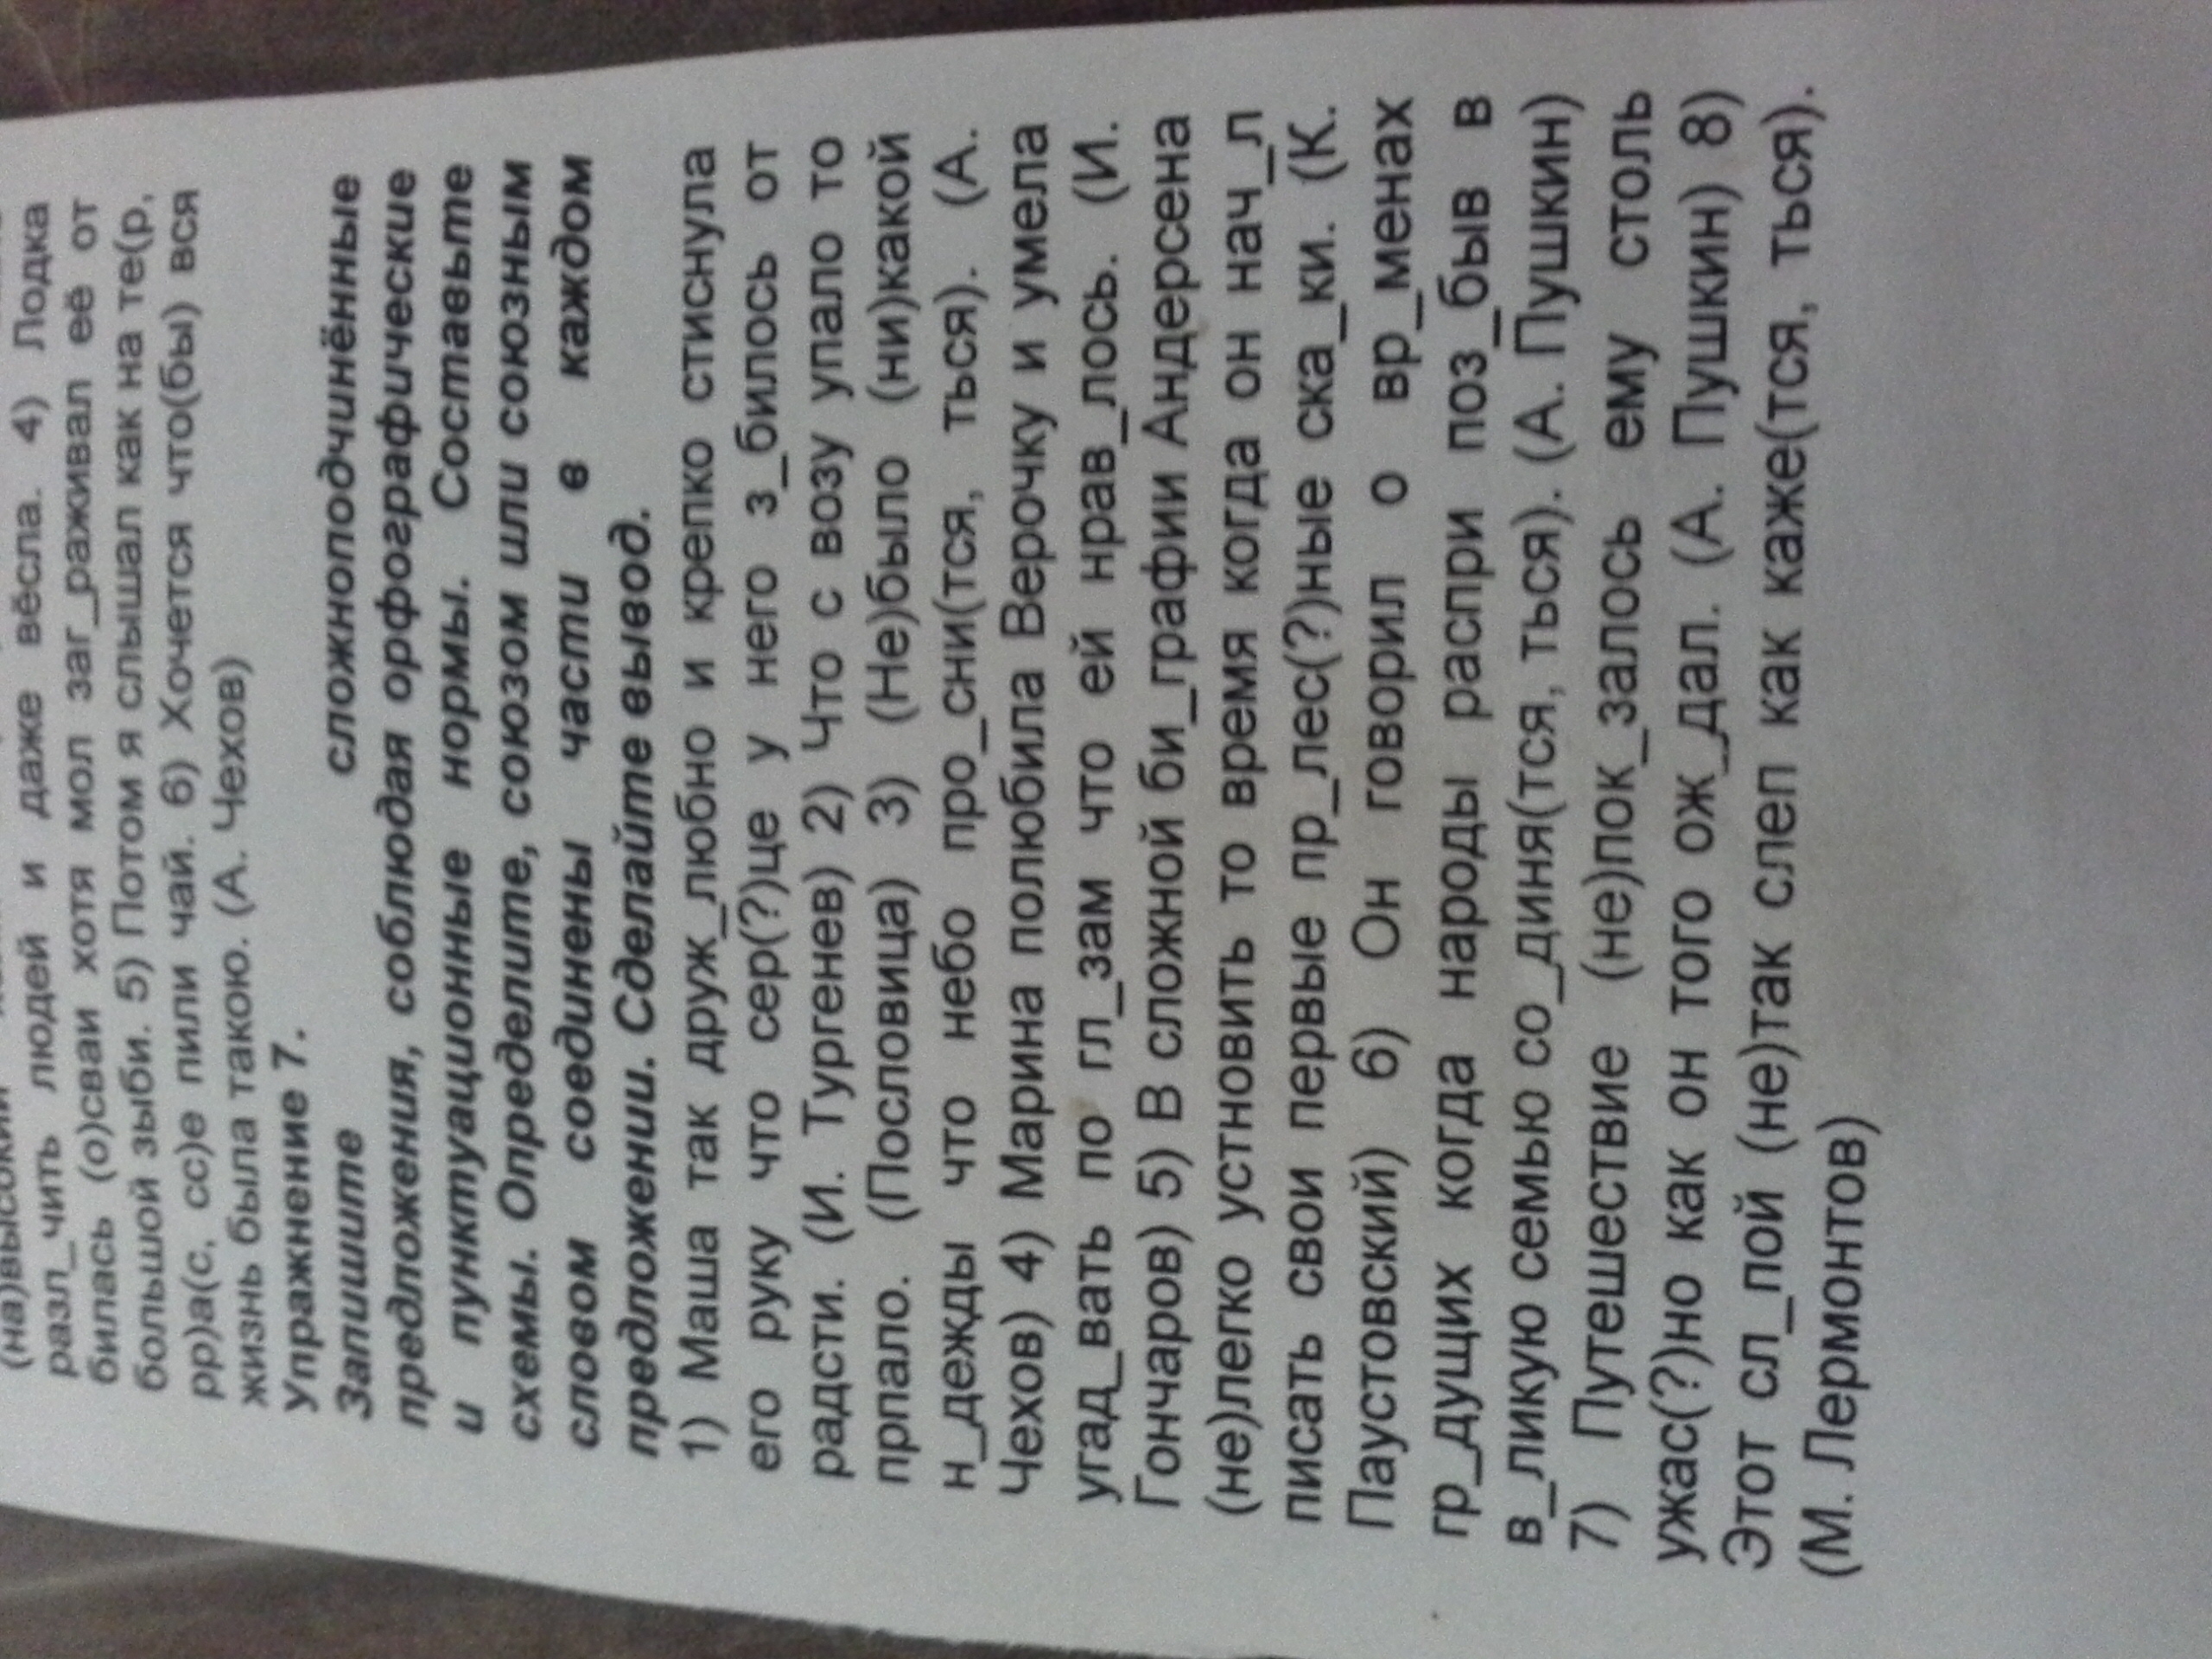 (на)высокий
разл_чить людей и даже вёсла. 4) Лодка
билась (о)сваи хотя мол заг_раживал её от
большой зыби. 5) Потом я слышал как на те(р,
рр)а(с, сс)е пили чай. 6) Хочется что(бы) вся
жизнь была такою. (А. Чехов)
Упражнение 7.
Запишите сложноподчинённые
предложения, соблюдая орфографические
и пунктуационные нормы. Составьте
схемы. Определите, союзом или союзным
словом соединены части в каждом
предложении. Сделайте вывод.
1) Маша так друж_любно и крепко стиснула
его руку что сер(?)це у него з_билось от
радсти. (И. Тургенев) 2) Что с возу упало то
прпало. (Пословица) 3) (Не)было (ни)какой
н_дежды что небо про_сни(тся, ться). (А.
Чехов) 4) Марина полюбила Верочку и умела
угад_вать по гл_зам что ей нрав_лось. (И.
Гончаров) 5) В сложной би_графии Андерсена
(не)легко устновить то время когда он нач_л
писать свои первые пр_лес(?)ные ска_ки. (К.
Паустовский) 6) Он говорил о вр_менах
гр_дущих когда народы распри поз_быв в
в_ликую семью со_диня(тся, ться). (А. Пушкин)
7) Путешествие (не)пок_залось ему столь
ужас(?)но как он того ож_дал. (А. Пушкин) 8)
Этот сл_пой (не)так слеп как каже(тся, ться).
(М. Лермонтов)